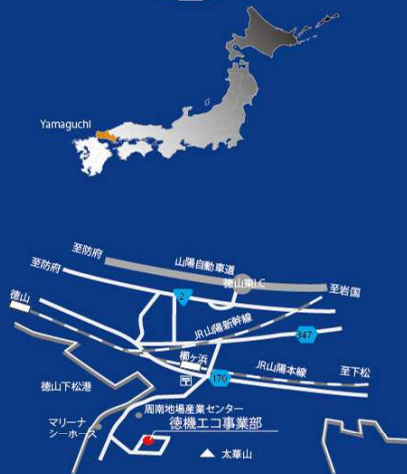 Yamaguchi
至防府
山陽自動車道
至防府
徳山東I.C
至岩国
徳山
2
JR山陽新幹線
347
櫛ヶ浜
JR山陽本線
至下松
170
徳山下松港
周南地場産業センター
マリーナ
シーホース
徳機エコ事業部
太華山